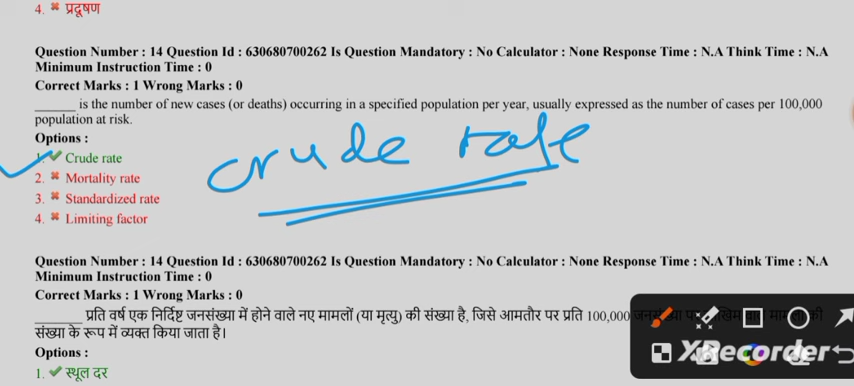 4. ✖ प्रदूषण
Question Number : 14 Question Id : 630680700262 Is Question Mandatory : No Calculator : None Response Time : N.A Think Time : N.A
Minimum Instruction Time : 0
Correct Marks : 1 Wrong Marks : 0
______ is the number of new cases (or deaths) occurring in a specified population per year, usually expressed as the number of cases per 100,000
population at risk.
Options :
1. ✔ Crude rate
crude rate
2. ✖ Mortality rate
3. ✖ Standardized rate
4. ✖ Limiting factor
Question Number : 14 Question Id : 630680700262 Is Question Mandatory : No Calculator : None Response Time : N.A Think Time : N.A
Minimum Instruction Time : 0
Correct Marks : 1 Wrong Marks : 0
______ प्रति वर्ष एक निर्दिष्ट जनसंख्या में होने वाले नए मामलों (या मृत्यु) की संख्या है, जिसे आमतौर पर प्रति 100,000
संख्या के रूप में व्यक्त किया जाता है।
Options :
XRecorder
1. ✔ स्थूल दर